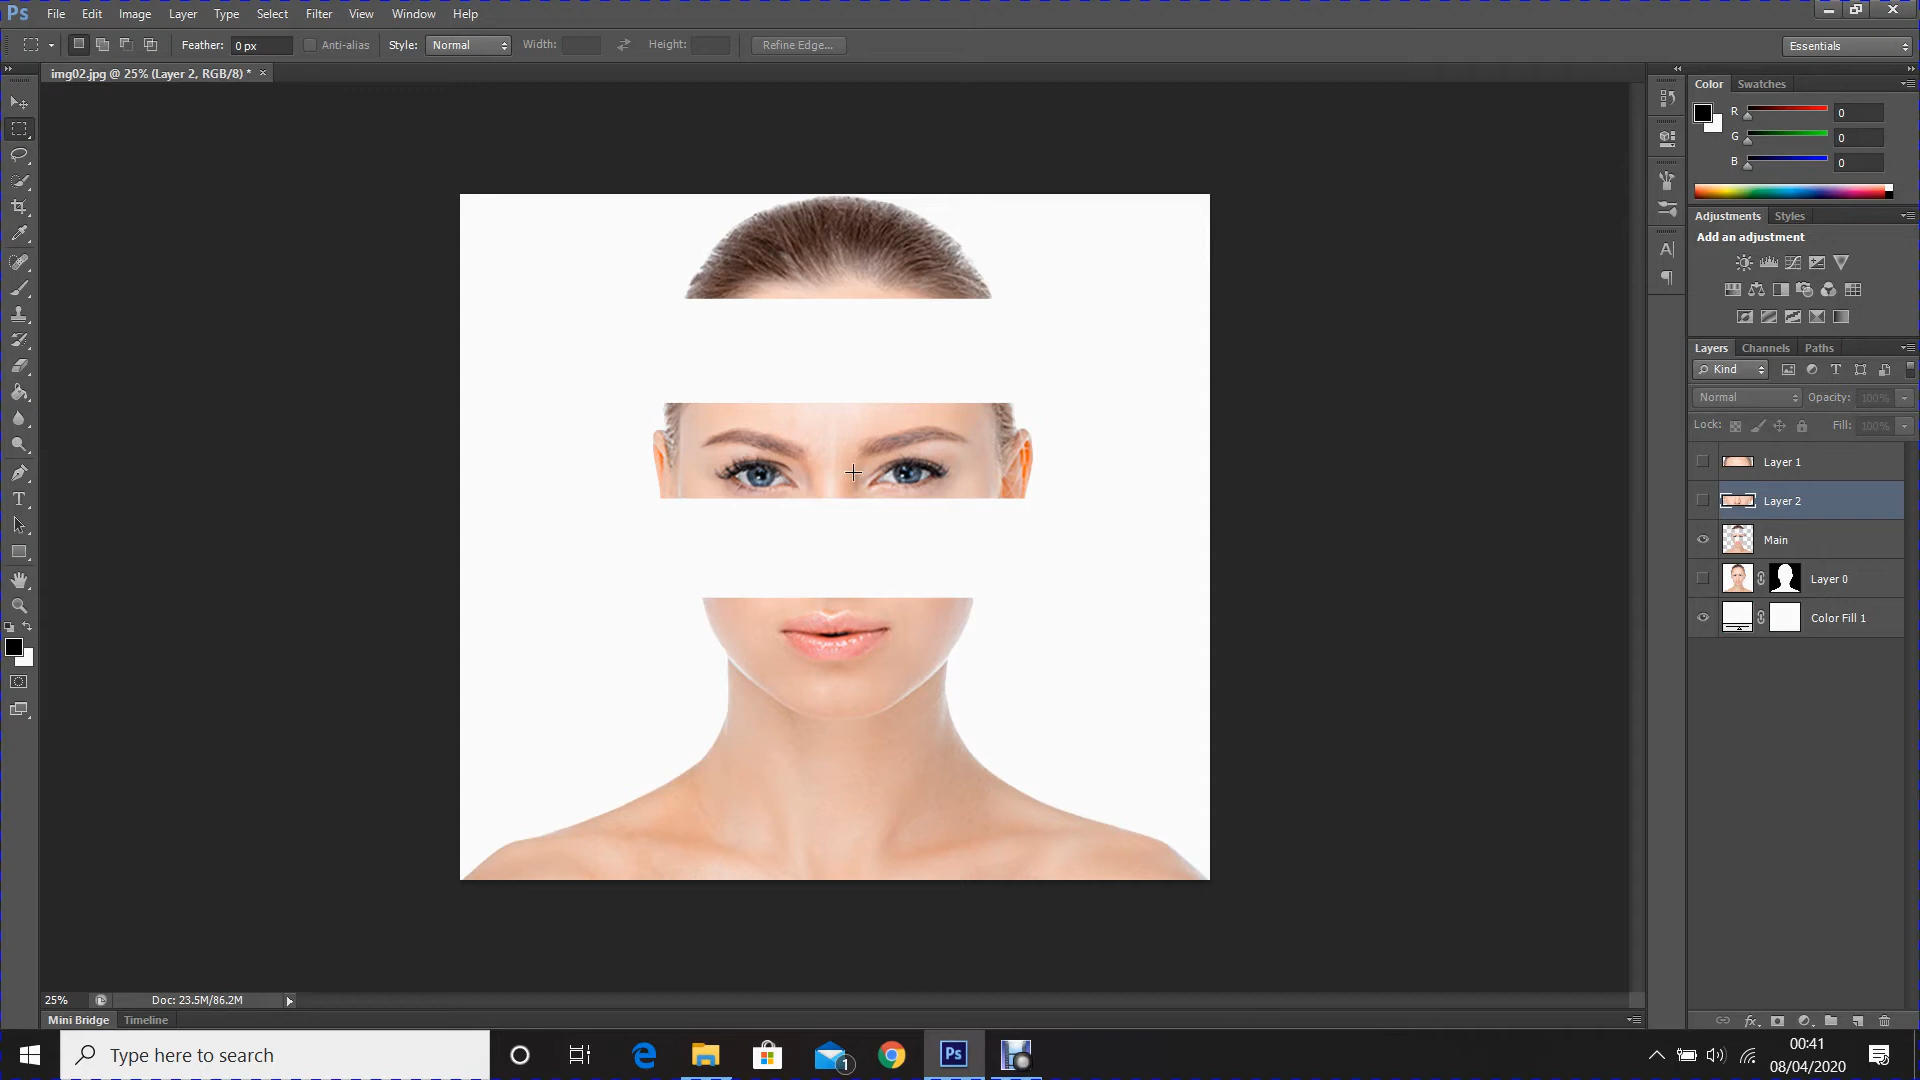 Ps File Edit Image Layer Type Select Filter View Window Help
Feather: 0 px Anti-alias Style: Normal Width: Height: Refine Edge... Essentials
img02.jpg @ 25% (Layer 2, RGB/8) * ×
Color Swatches
R 0
G 0
B 0
Adjustments Styles
Add an adjustment
Layers Channels Paths
Kind
Normal Opacity: 100%
Lock: Fill: 100%
Layer 1
Layer 2
Main
Layer 0
Color Fill 1
25% Doc: 23.5M/86.2M
Mini Bridge Timeline
Type here to search
1
Ps
00:41
08/04/2020